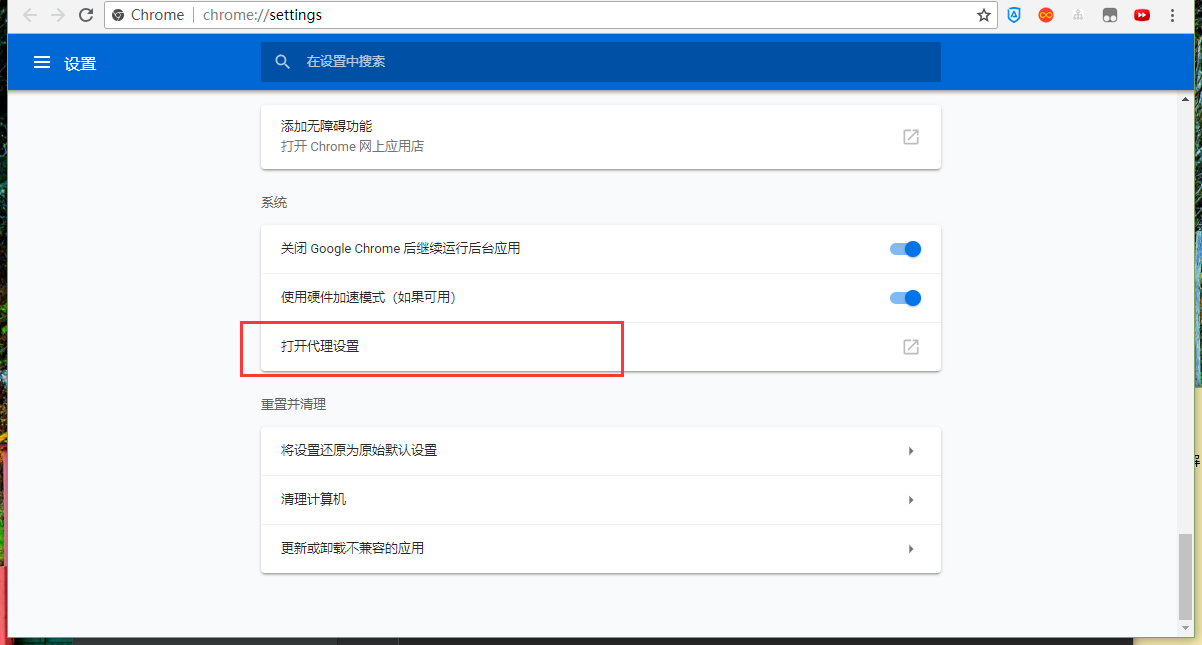 Chrome chrome://settings
设置
在设置中搜索
添加无障碍功能
打开 Chrome 网上应用店
系统
关闭 Google Chrome 后继续运行后台应用
使用硬件加速模式（如果可用）
打开代理设置
重置并清理
将设置还原为原始默认设置
清理计算机
更新或卸载不兼容的应用